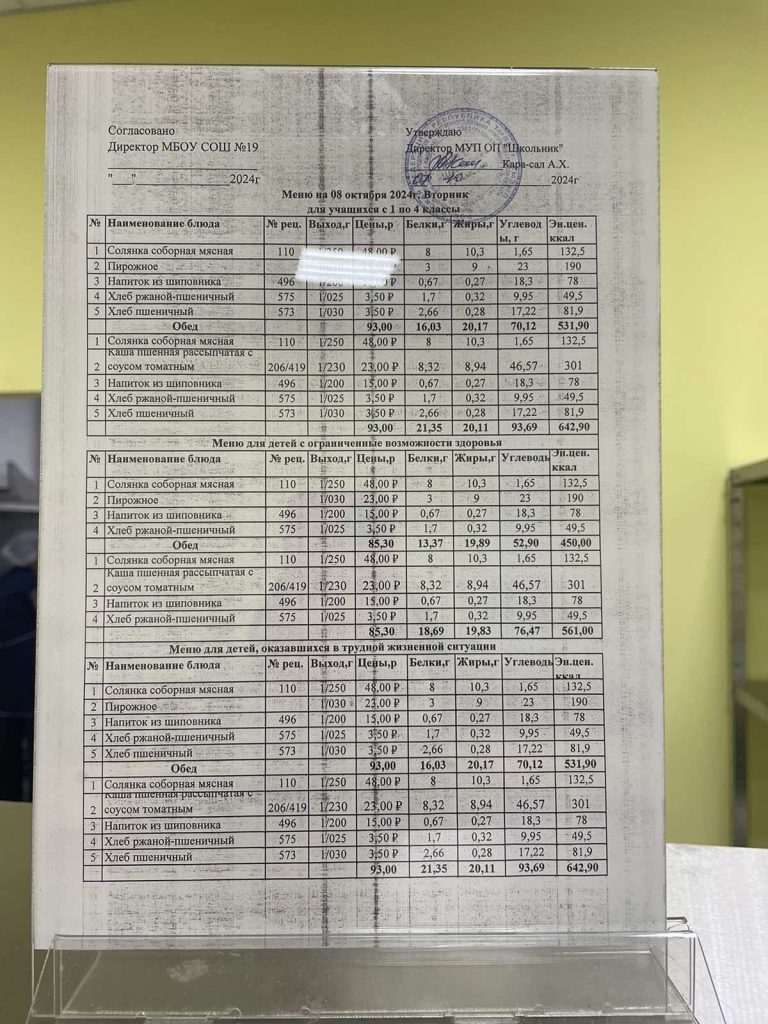 Согласовано
Директор МБОУ СОШ №19
"___"________________2024г
Утверждаю
Директор МУП ОП "Школьник"
Кара-сал А.Х.
2024г
Меню на 08 октября 2024г. Вторник
для учащихся с 1 по 4 классы
№ Наименование блюда № рец. Выход,г Цены,р Белки,г Жиры,г Углеводы, г Эн.цен. ккал
1 Солянка соборная мясная 110 48,00 ₽ 8 10,3 1,65 132,5
2 Пирожное 3 9 23 190
3 Напиток из шиповника 496 1/200 0,67 0,27 18,3 78
4 Хлеб ржаной-пшеничный 575 1/025 3,50 ₽ 1,7 0,32 9,95 49,5
5 Хлеб пшеничный 573 1/030 3,50 ₽ 2,66 0,28 17,22 81,9
Обед 93,00 16,03 20,17 70,12 531,90
1 Солянка соборная мясная 110 1/250 48,00 ₽ 8 10,3 1,65 132,5
2 Каша пшенная рассыпчатая с соусом томатным 206/419 1/230 23,00 ₽ 8,32 8,94 46,57 301
3 Напиток из шиповника 496 1/200 15,00 ₽ 0,67 0,27 18,3 78
4 Хлеб ржаной-пшеничный 575 1/025 3,50 ₽ 1,7 0,32 9,95 49,5
5 Хлеб пшеничный 573 1/030 3,50 ₽ 2,66 0,28 17,22 81,9
93,00 21,35 20,11 93,69 642,90
Меню для детей с ограниченные возможности здоровья
№ Наименование блюда № рец. Выход,г Цены,р Белки,г Жиры,г Углеводы Эн.цен. ккал
1 Солянка соборная мясная 110 1/250 48,00 ₽ 8 10,3 1,65 132,5
2 Пирожное 1/030 23,00 ₽ 3 9 23 190
3 Напиток из шиповника 496 1/200 15,00 ₽ 0,67 0,27 18,3 78
4 Хлеб ржаной-пшеничный 575 1/025 3,50 ₽ 1,7 0,32 9,95 49,5
Обед 85,30 13,37 19,89 52,90 450,00
1 Солянка соборная мясная 110 1/250 48,00 ₽ 8 10,3 1,65 132,5
2 Каша пшенная рассыпчатая с соусом томатным 206/419 1/230 23,00 ₽ 8,32 8,94 46,57 301
3 Напиток из шиповника 496 1/200 15,00 ₽ 0,67 0,27 18,3 78
4 Хлеб ржаной-пшеничный 575 1/025 3,50 ₽ 1,7 0,32 9,95 49,5
85,30 18,69 19,83 76,47 561,00
Меню для детей, оказавшихся в трудной жизненной ситуации
№ Наименование блюда № рец. Выход,г Цены,р Белки,г Жиры,г Углеводы Эн.цен. ккал
1 Солянка соборная мясная 110 1/250 48,00 ₽ 8 10,3 1,65 132,5
2 Пирожное 1/030 23,00 ₽ 3 9 23 190
3 Напиток из шиповника 496 1/200 15,00 ₽ 0,67 0,27 18,3 78
4 Хлеб ржаной-пшеничный 575 1/025 3,50 ₽ 1,7 0,32 9,95 49,5
5 Хлеб пшеничный 573 1/030 3,50 ₽ 2,66 0,28 17,22 81,9
Обед 93,00 16,03 20,17 70,12 531,90
1 Солянка соборная мясная 110 1/250 48,00 ₽ 8 10,3 1,65 132,5
2 Каша пшенная рассыпчатая с соусом томатным 206/419 1/230 23,00 ₽ 8,32 8,94 46,57 301
3 Напиток из шиповника 496 1/200 15,00 ₽ 0,67 0,27 18,3 78
4 Хлеб ржаной-пшеничный 575 1/025 3,50 ₽ 1,7 0,32 9,95 49,5
5 Хлеб пшеничный 573 1/030 3,50 ₽ 2,66 0,28 17,22 81,9
93,00 21,35 20,11 93,69 642,90